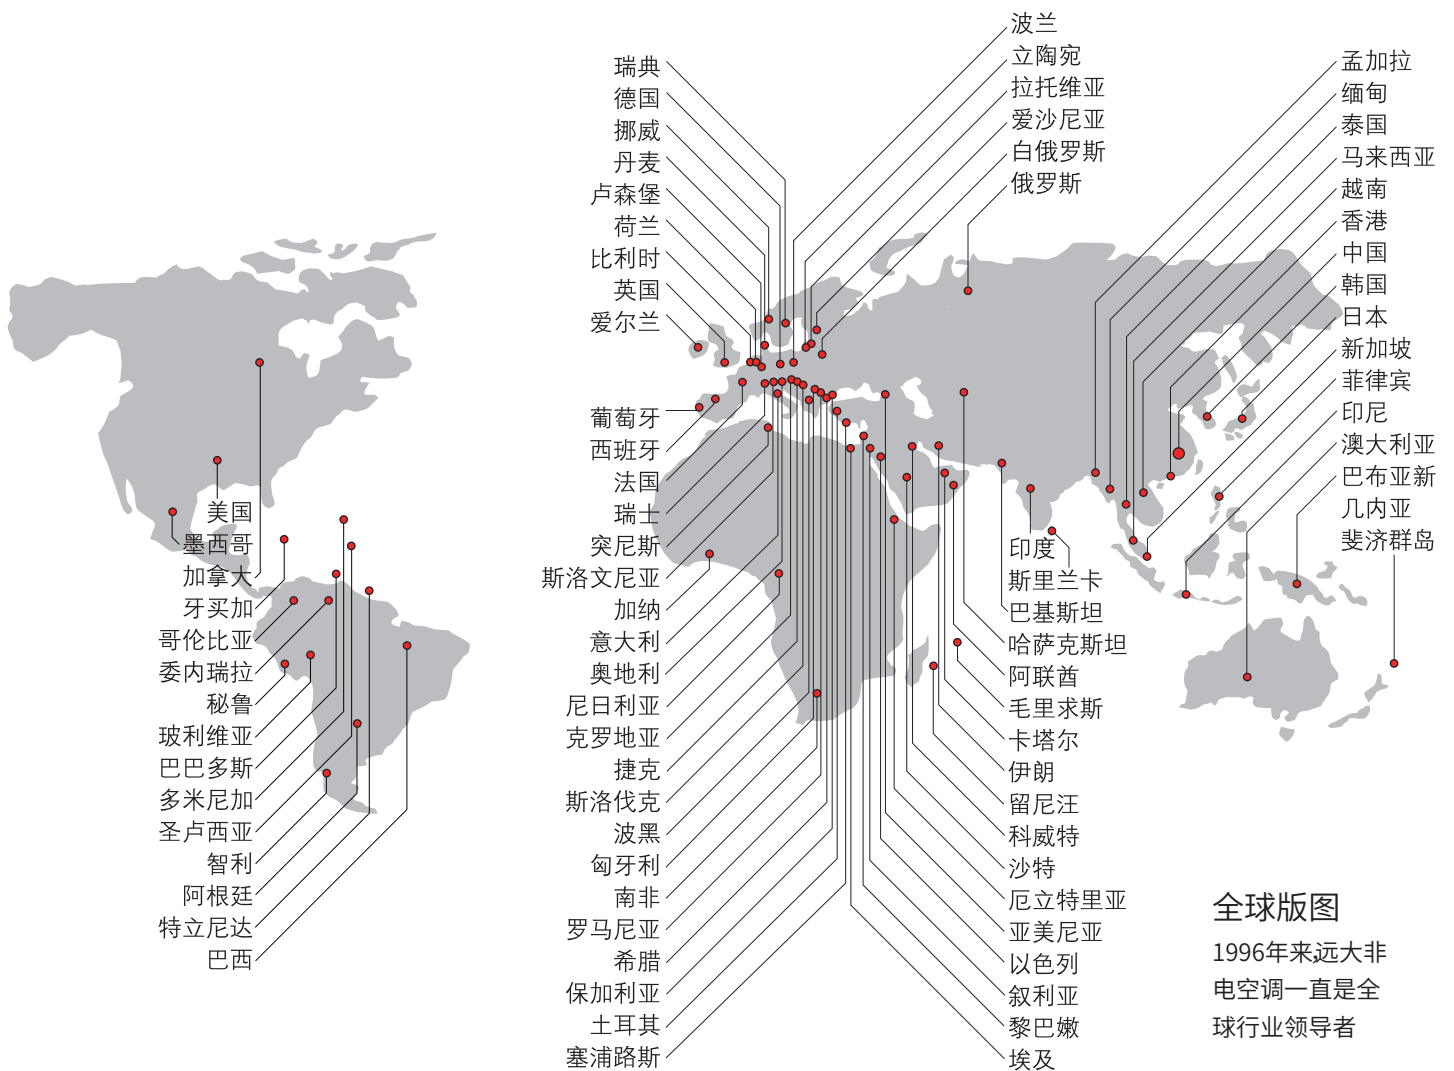 美国
墨西哥
加拿大
牙买加
哥伦比亚
委内瑞拉
秘鲁
玻利维亚
巴巴多斯
多米尼加
圣卢西亚
智利
阿根廷
特立尼达
巴西
瑞典
德国
挪威
丹麦
卢森堡
荷兰
比利时
英国
爱尔兰
葡萄牙
西班牙
法国
瑞士
突尼斯
斯洛文尼亚
加纳
意大利
奥地利
尼日利亚
克罗地亚
捷克
斯洛伐克
波黑
匈牙利
南非
罗马尼亚
希腊
保加利亚
土耳其
塞浦路斯
波兰
立陶宛
拉托维亚
爱沙尼亚
白俄罗斯
俄罗斯
印度
斯里兰卡
巴基斯坦
哈萨克斯坦
阿联酋
毛里求斯
卡塔尔
伊朗
留尼汪
科威特
沙特
厄立特里亚
亚美尼亚
以色列
叙利亚
黎巴嫩
埃及
孟加拉
缅甸
泰国
马来西亚
越南
香港
中国
韩国
日本
新加坡
菲律宾
印尼
澳大利亚
巴布亚新
几内亚
斐济群岛
全球版图
1996年来,远大非
电空调一直是全
球行业领导者